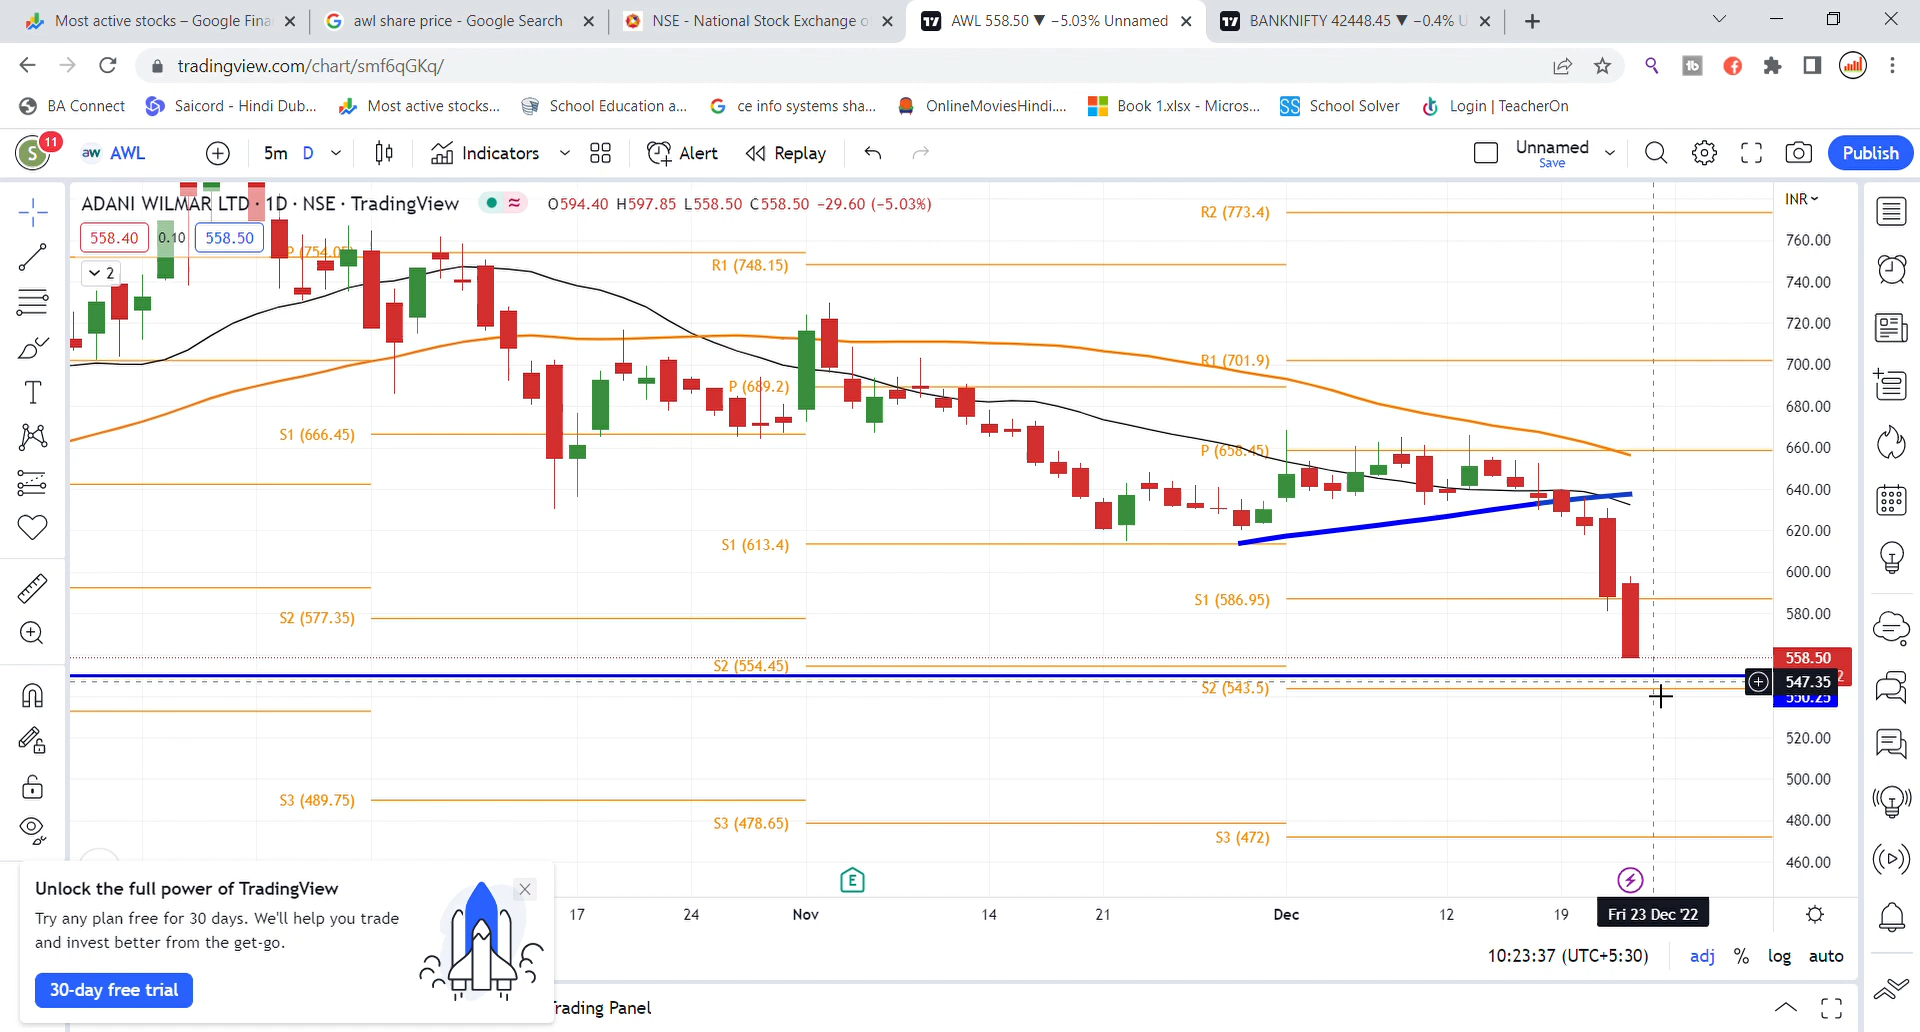 Most active stocks – Google Fina
awl share price - Google Search
NSE - National Stock Exchange o
AWL 558.50 ▼ −5.03% Unnamed
BANKNIFTY 42448.45 ▼ −0.4% U
tradingview.com/chart/smf6qGKq/
BA Connect
Saicord - Hindi Dub...
Most active stocks...
School Education a...
ce info systems sha...
OnlineMoviesHindi....
Book 1.xlsx - Micros...
SS School Solver
Login | TeacherOn
S 11
aw AWL
5m D
Indicators
Alert
Replay
Unnamed
Save
Publish
ADANI WILMAR LTD · 1D · NSE · TradingView
O594.40 H597.85 L558.50 C558.50 −29.60 (−5.03%)
INR
558.40 0.10 558.50
2
R2 (773.4)
P (754.05)
R1 (748.15)
R1 (701.9)
P (689.2)
P (658.45)
S1 (666.45)
S1 (613.4)
S1 (586.95)
S2 (577.35)
S2 (554.45)
S2 (543.5)
S3 (489.75)
S3 (478.65)
S3 (472)
760.00
740.00
720.00
700.00
680.00
660.00
640.00
620.00
600.00
580.00
558.50
547.35
550.25
520.00
500.00
480.00
460.00
E
17
24
Nov
14
21
Dec
12
19
Fri 23 Dec '22
Unlock the full power of TradingView
Try any plan free for 30 days. We'll help you trade
and invest better from the get-go.
30-day free trial
10:23:37 (UTC+5:30)
adj % log auto
Trading Panel